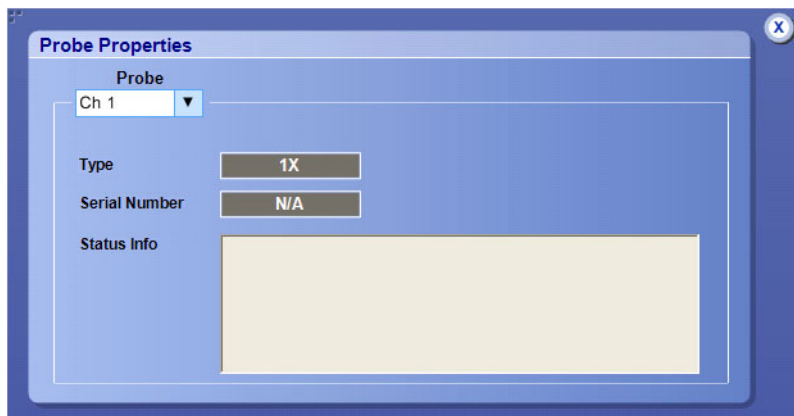 X
Probe Properties
Probe
Ch 1
Type 1X
Serial Number N/A
Status Info